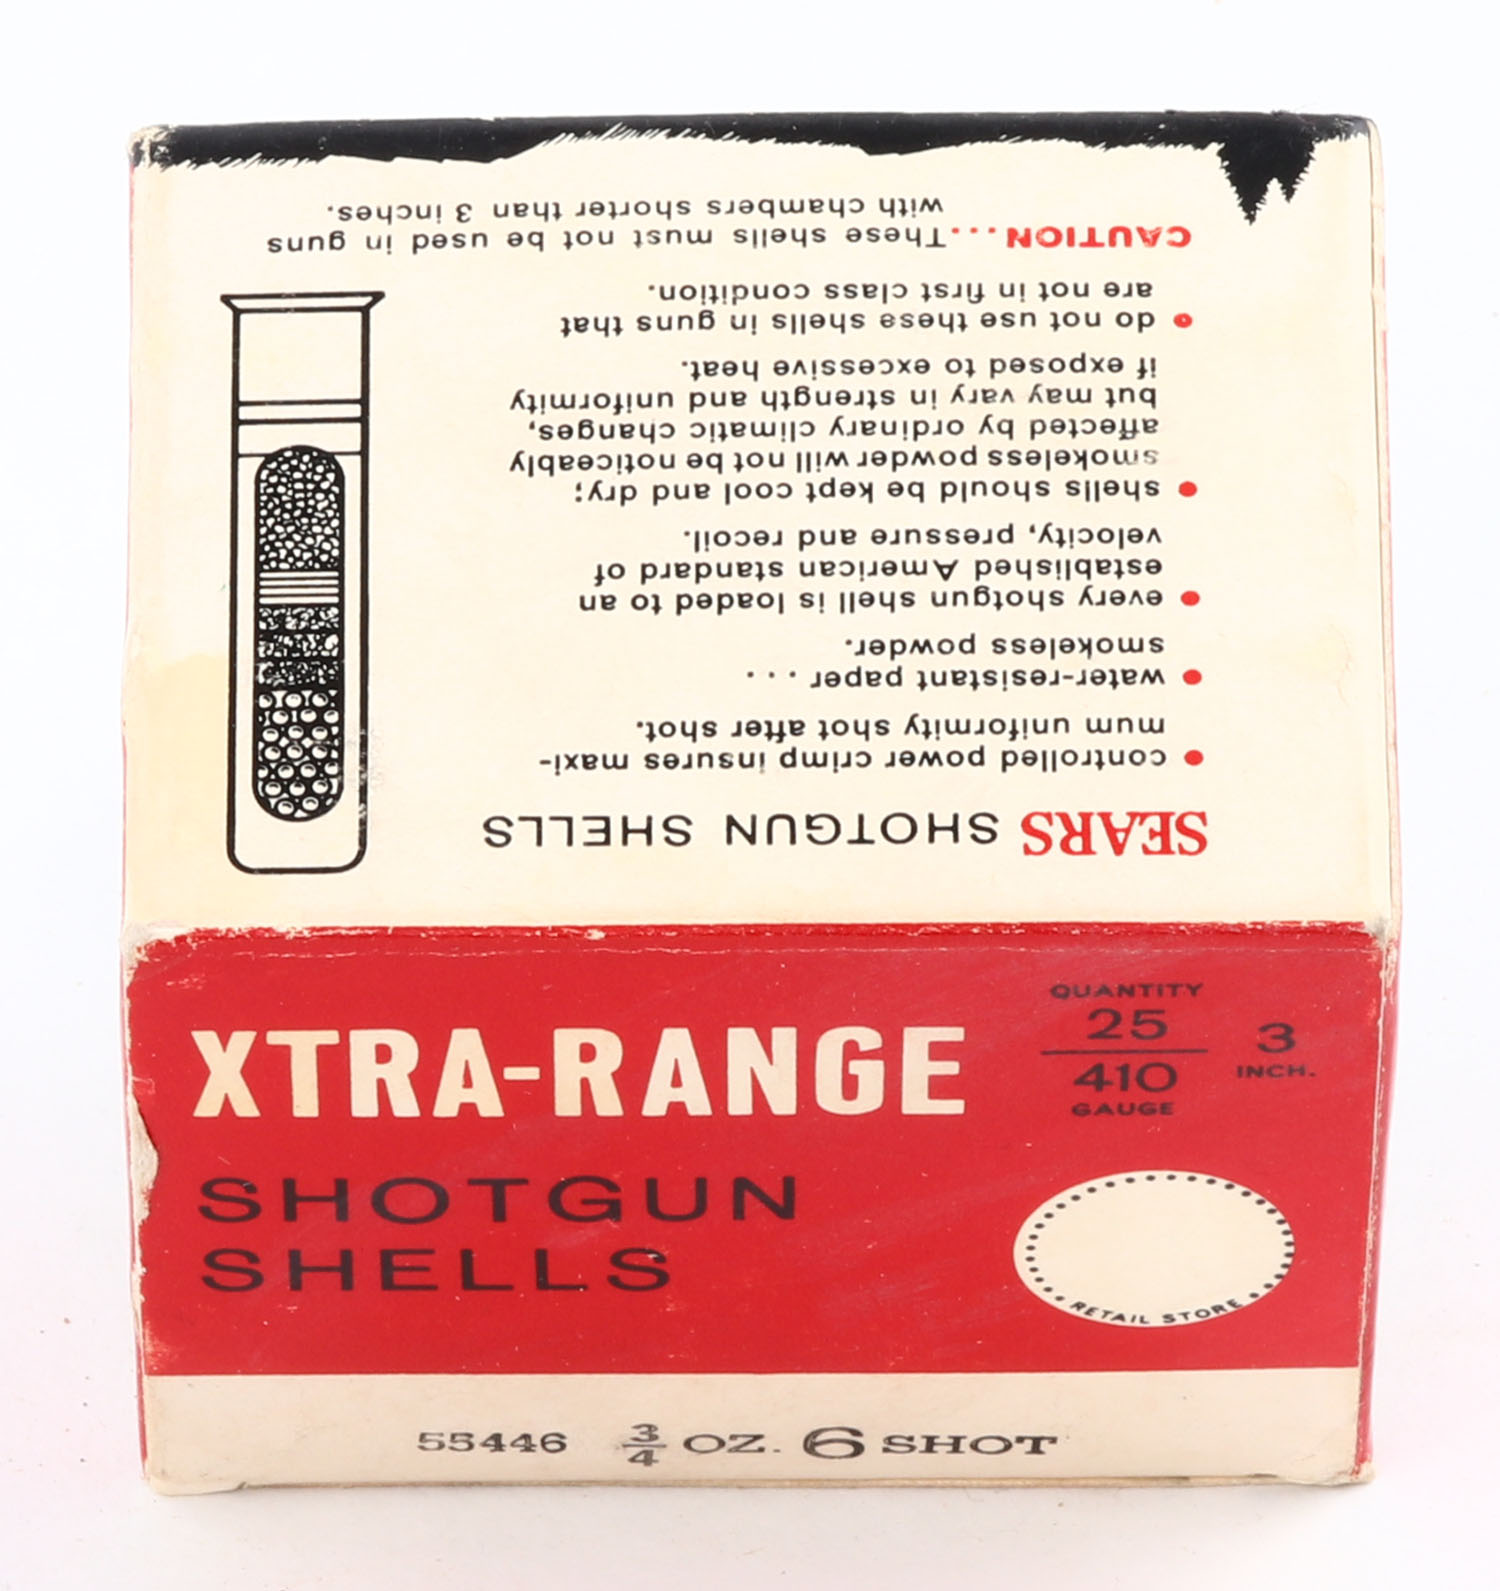 SEARS SHOTGUN SHELLS
• controlled power crimp insures maxi-
mum uniformity shot after shot.
• water-resistant paper . . .
smokeless powder.
• every shotgun shell is loaded to an
established American standard of
velocity, pressure and recoil.
• shells should be kept cool and dry;
smokeless powder will not be noticeably
affected by ordinary climatic changes,
but may vary in strength and uniformity
if exposed to excessive heat.
• do not use these shells in guns that
are not in first class condition.
CAUTION...These shells must not be used in guns
with chambers shorter than 3 inches.
XTRA-RANGE
SHOTGUN
SHELLS
QUANTITY
25
410
GAUGE
3
INCH.
RETAIL STORE
55446 3/4 OZ. 6 SHOT